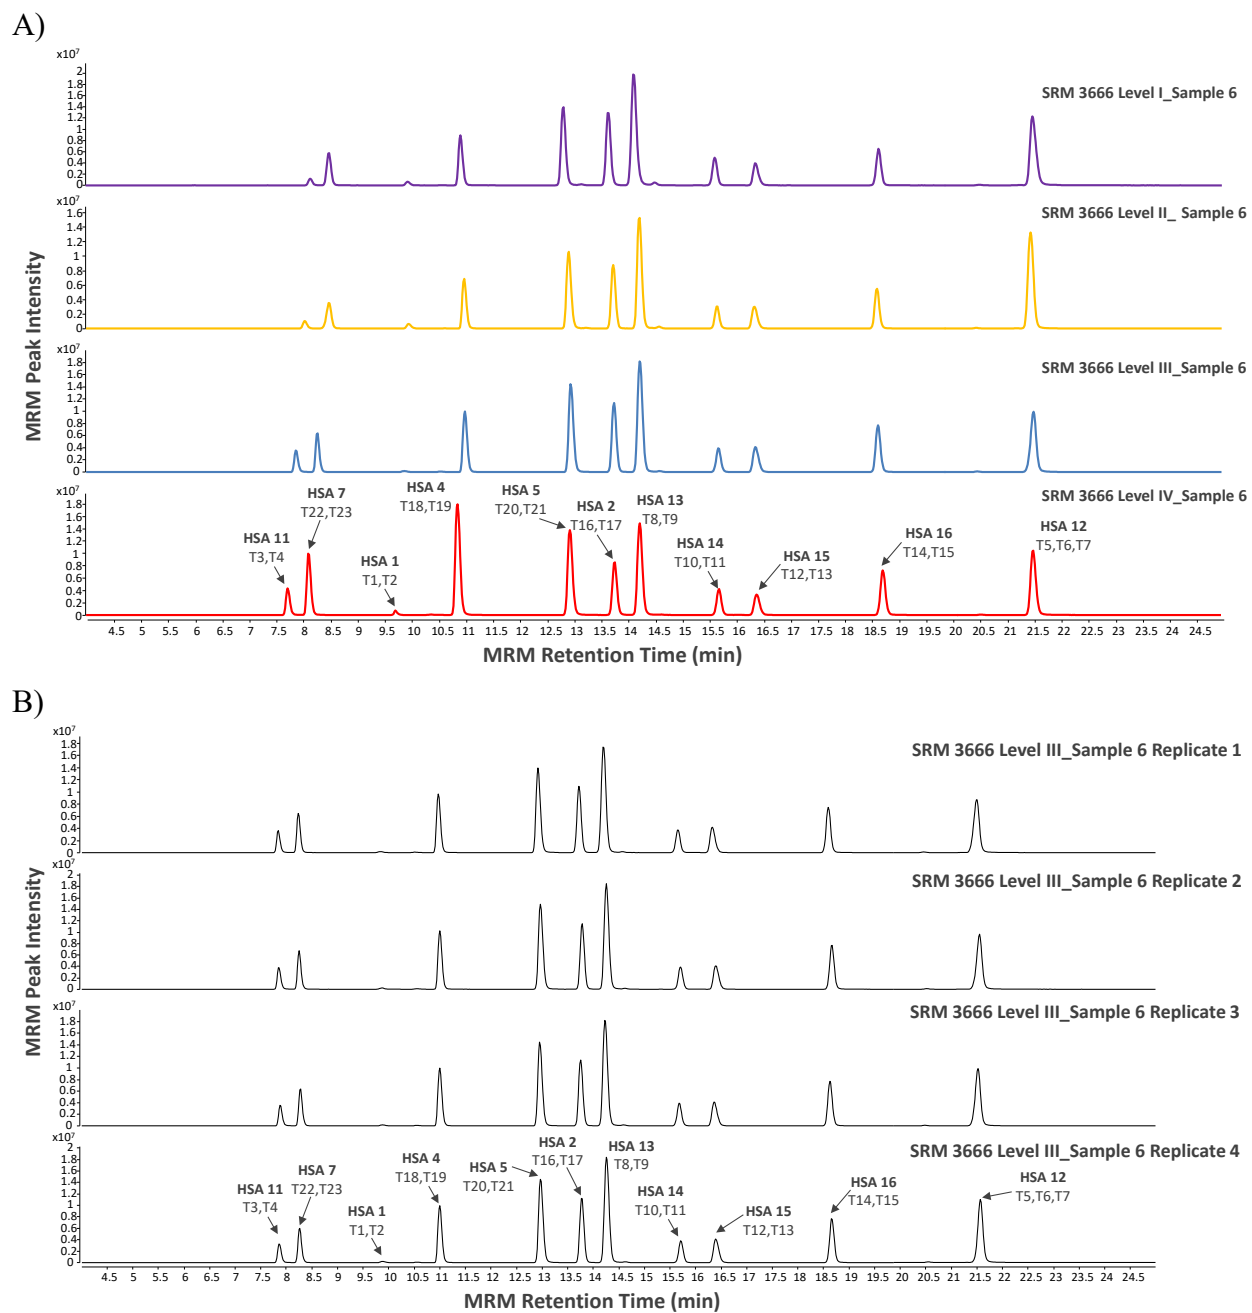 A)
x10⁷
2
1.8
1.6
1.4
1.2
1
0.8
0.6
0.4
0.2
0
SRM 3666 Level I_Sample 6
x10⁷
1.6
1.4
1.2
1
0.8
0.6
0.4
0.2
0
SRM 3666 Level II_ Sample 6
x10⁷
1.8
1.6
1.4
1.2
1
0.8
0.6
0.4
0.2
0
SRM 3666 Level III_Sample 6
x10⁷
1.8
1.6
1.4
1.2
1
0.8
0.6
0.4
0.2
0
SRM 3666 Level IV_Sample 6
HSA 11
T3,T4
HSA 7
T22,T23
HSA 1
T1,T2
HSA 4
T18,T19
HSA 5
T20,T21
HSA 2
T16,T17
HSA 13
T8,T9
HSA 14
T10,T11
HSA 15
T12,T13
HSA 16
T14,T15
HSA 12
T5,T6,T7
MRM Peak Intensity
4.5 5 5.5 6 6.5 7 7.5 8 8.5 9 9.5 10 10.5 11 11.5 12 12.5 13 13.5 14 14.5 15 15.5 16 16.5 17 17.5 18 18.5 19 19.5 20 20.5 21 21.5 22 22.5 23 23.5 24 24.5
MRM Retention Time (min)
B)
x10⁷
1.8
1.6
1.4
1.2
1
0.8
0.6
0.4
0.2
0
SRM 3666 Level III_Sample 6 Replicate 1
x10⁷
1.8
1.6
1.4
1.2
1
0.8
0.6
0.4
0.2
0
SRM 3666 Level III_Sample 6 Replicate 2
x10⁷
1.8
1.6
1.4
1.2
1
0.8
0.6
0.4
0.2
0
SRM 3666 Level III_Sample 6 Replicate 3
x10⁷
1.8
1.6
1.4
1.2
1
0.8
0.6
0.4
0.2
0
SRM 3666 Level III_Sample 6 Replicate 4
HSA 11
T3,T4
HSA 7
T22,T23
HSA 1
T1,T2
HSA 4
T18,T19
HSA 5
T20,T21
HSA 2
T16,T17
HSA 13
T8,T9
HSA 14
T10,T11
HSA 15
T12,T13
HSA 16
T14,T15
HSA 12
T5,T6,T7
MRM Peak Intensity
4.5 5 5.5 6 6.5 7 7.5 8 8.5 9 9.5 10 10.5 11 11.5 12 12.5 13 13.5 14 14.5 15 15.5 16 16.5 17 17.5 18 18.5 19 19.5 20 20.5 21 21.5 22 22.5 23 23.5 24 24.5
MRM Retention Time (min)